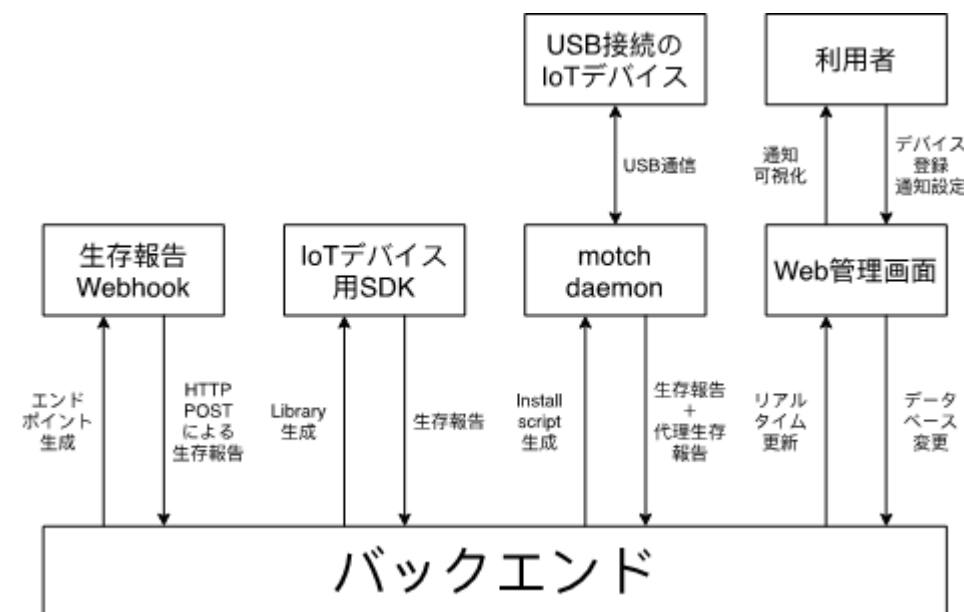 USB接続の
IoTデバイス
利用者
USB通信
通知
可視化
デバイス
登録
通知設定
生存報告
Webhook
IoTデバイス
用SDK
motch
daemon
Web管理画面
エンド
ポイント
生成
HTTP
POST
による
生存報告
Library
生成
生存報告
Install
script
生成
生存報告
+
代理生存
報告
リアル
タイム
更新
データ
ベース
変更
バックエンド